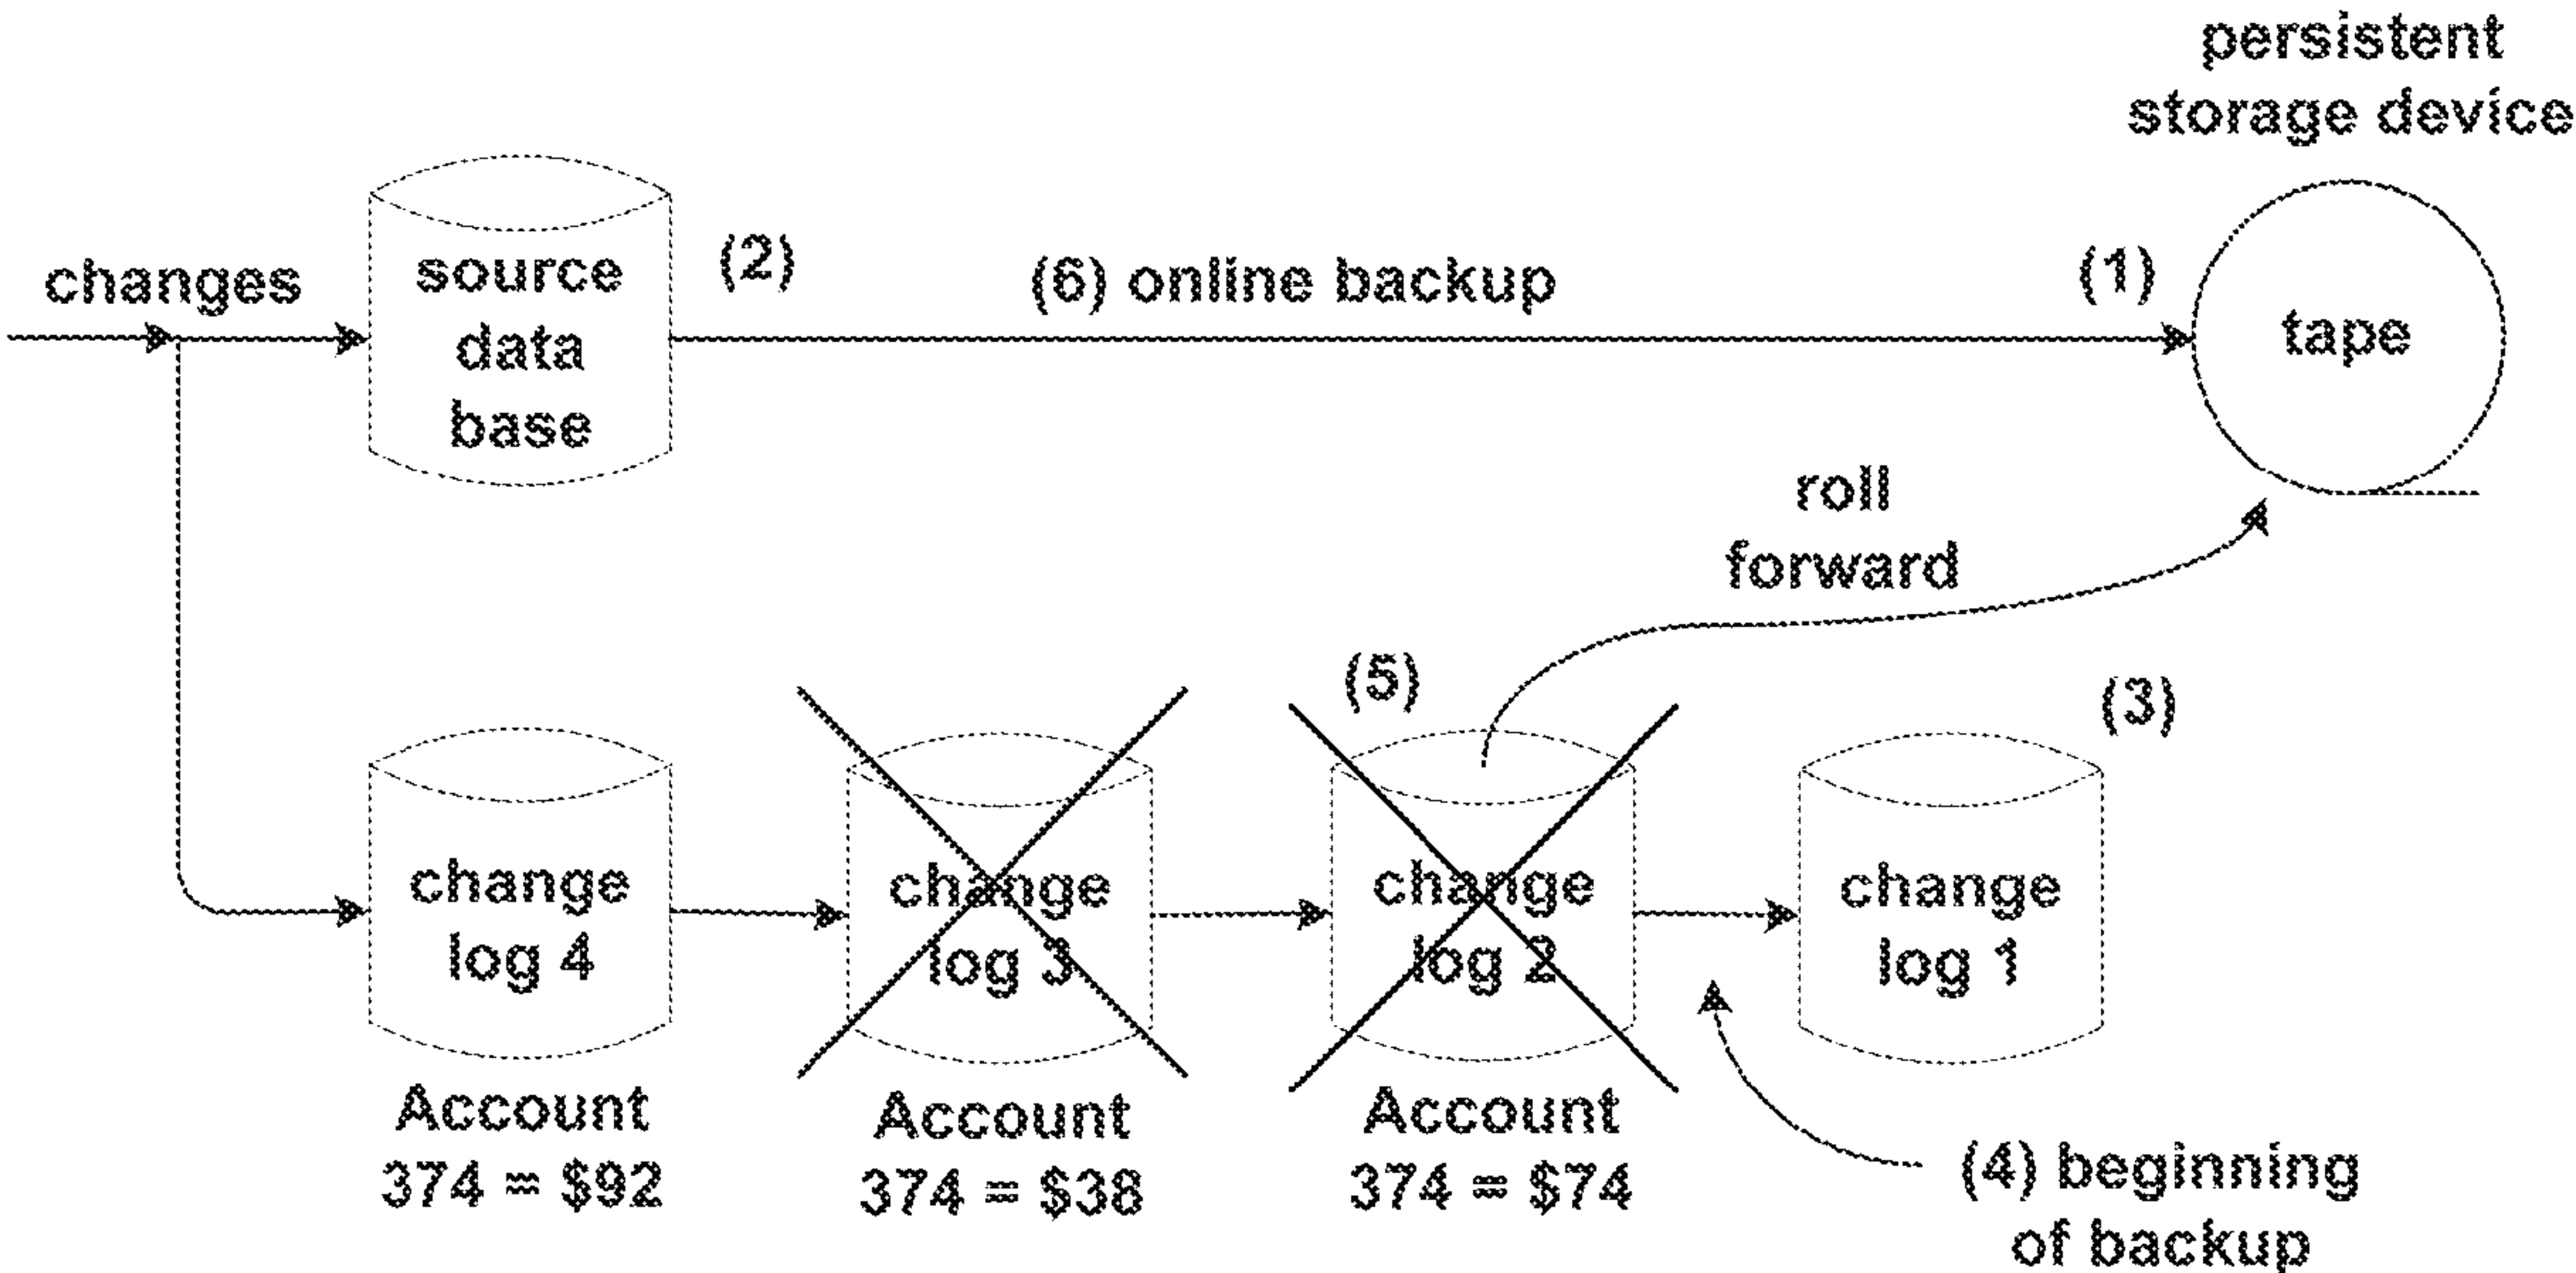 persistent
storage device
changes
source
data
base
(2)
(6) online backup
(1)
tape
roll
forward
(5)
(3)
change
log 4
change
log 3
change
log 2
change
log 1
Account
374 = $92
Account
374 = $38
Account
374 = $74
(4) beginning
of backup